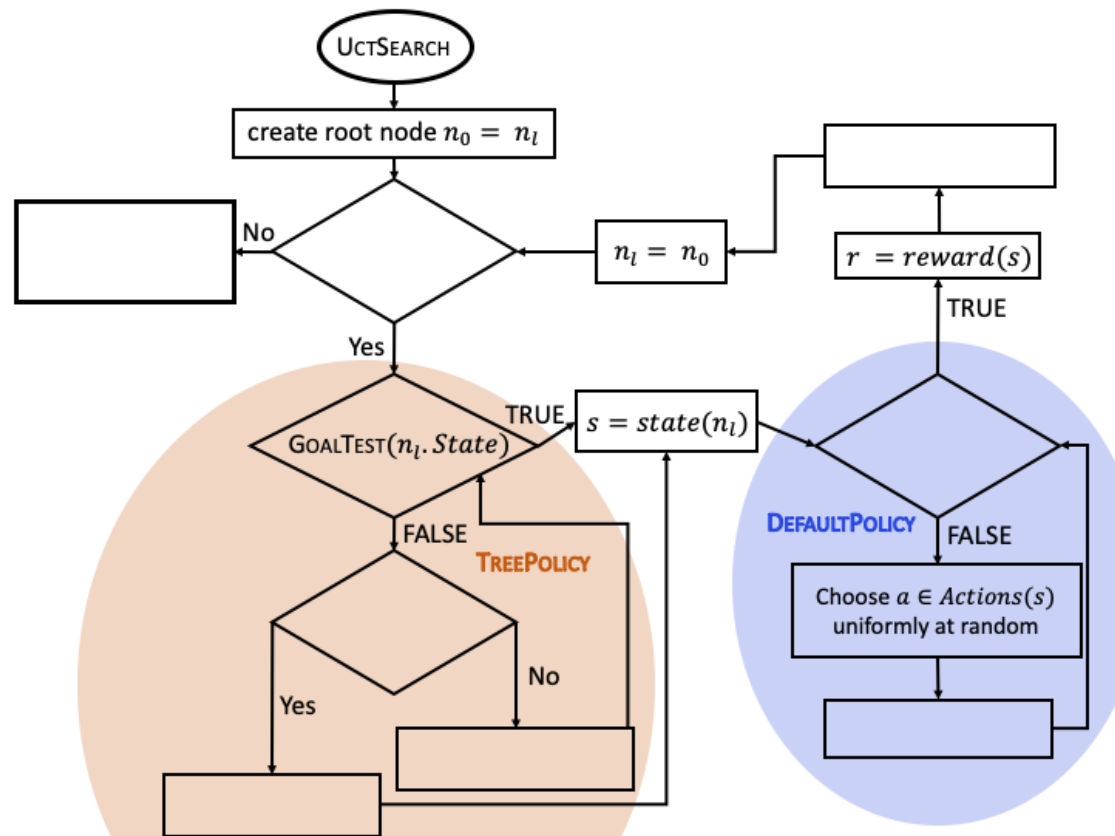 UCTSEARCH
create root node n₀ = nₗ
No
nₗ = n₀
r = reward(s)
TRUE
Yes
GOALTEST(nₗ.State)
TRUE
s = state(nₗ)
FALSE
TREEPOLICY
DEFAULTPOLICY
FALSE
Choose a ∈ Actions(s)
uniformly at random
Yes
No